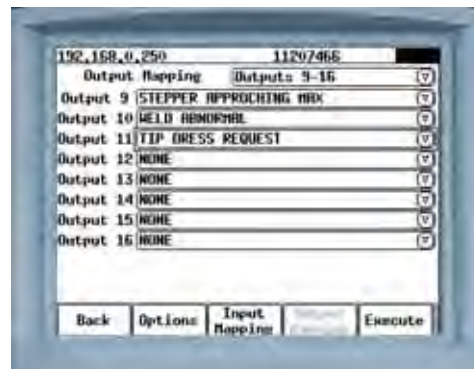 192.168.0.250 11207466
Output Mapping Outputs 9-16
Output 9 STEPPER APPROCHING MAX
Output 10 WELD ABNORMAL
Output 11 TIP DRESS REQUEST
Output 12 NONE
Output 13 NONE
Output 14 NONE
Output 15 NONE
Output 16 NONE
Back Options Input Mapping Execute